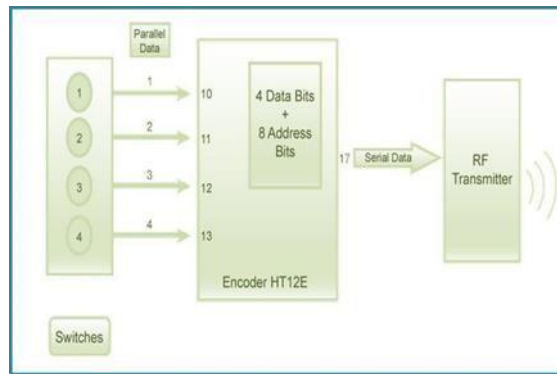 Parallel
Data
1
1
10
4 Data Bits
+
8 Address
Bits
2
2
11
17
Serial Data
RF
Transmitter
3
3
12
4
4
13
Encoder HT12E
Switches